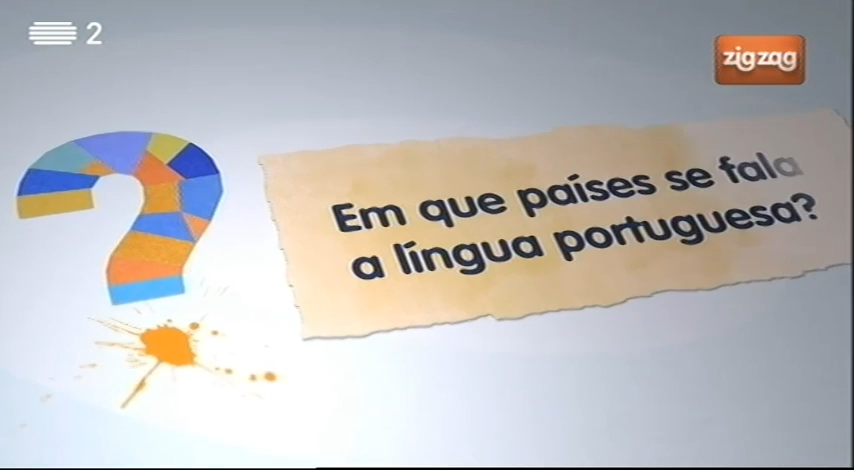 2
zigzag
?
Em que países se fala
a língua portuguesa?